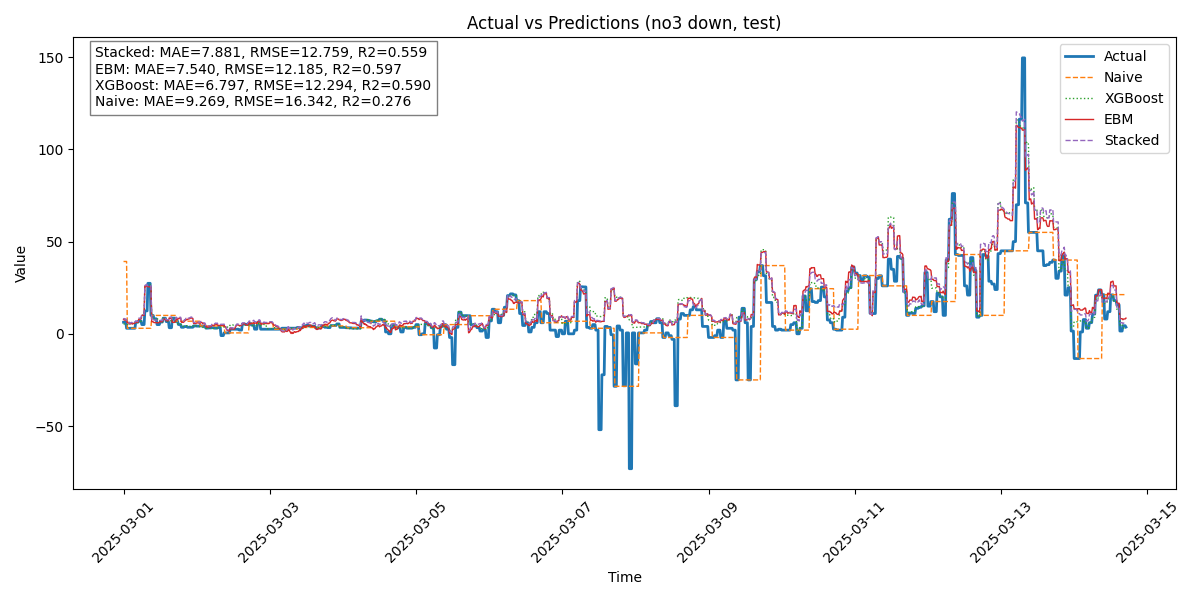 Actual vs Predictions (no3 down, test)
Stacked: MAE=7.881, RMSE=12.759, R2=0.559
EBM: MAE=7.540, RMSE=12.185, R2=0.597
XGBoost: MAE=6.797, RMSE=12.294, R2=0.590
Naive: MAE=9.269, RMSE=16.342, R2=0.276
Actual
Naive
XGBoost
EBM
Stacked
Value
150
100
50
0
−50
2025-03-01
2025-03-03
2025-03-05
2025-03-07
2025-03-09
2025-03-11
2025-03-13
2025-03-15
Time